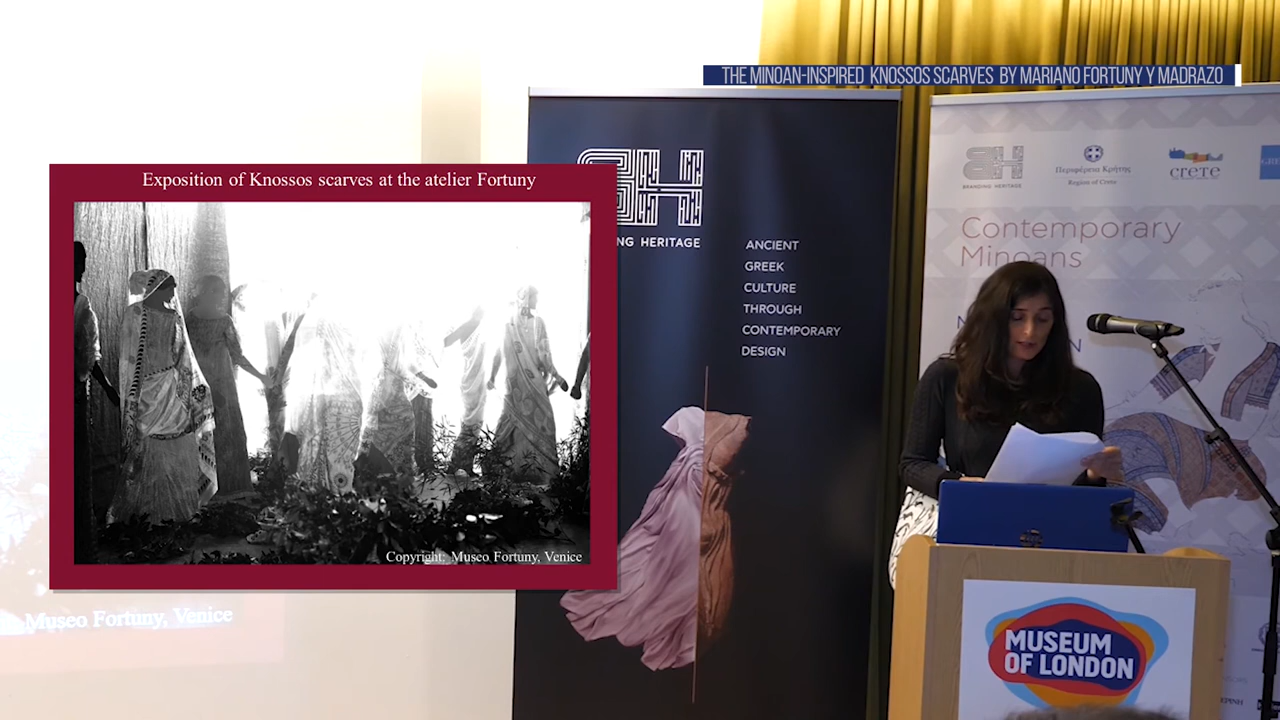 THE MINOAN-INSPIRED KNOSSOS SCARVES BY MARIANO FORTUNY Y MADRAZO
Exposition of Knossos scarves at the atelier Fortuny
Copyright: Museo Fortuny, Venice
Museo Fortuny, Venice
BH
NG HERITAGE
ANCIENT
GREEK
CULTURE
THROUGH
CONTEMPORARY
DESIGN
BH
BRANDING HERITAGE
Περιφέρεια Κρήτης
Region of Crete
crete
Contemporary
Minoans
MUSEUM
OF LONDON